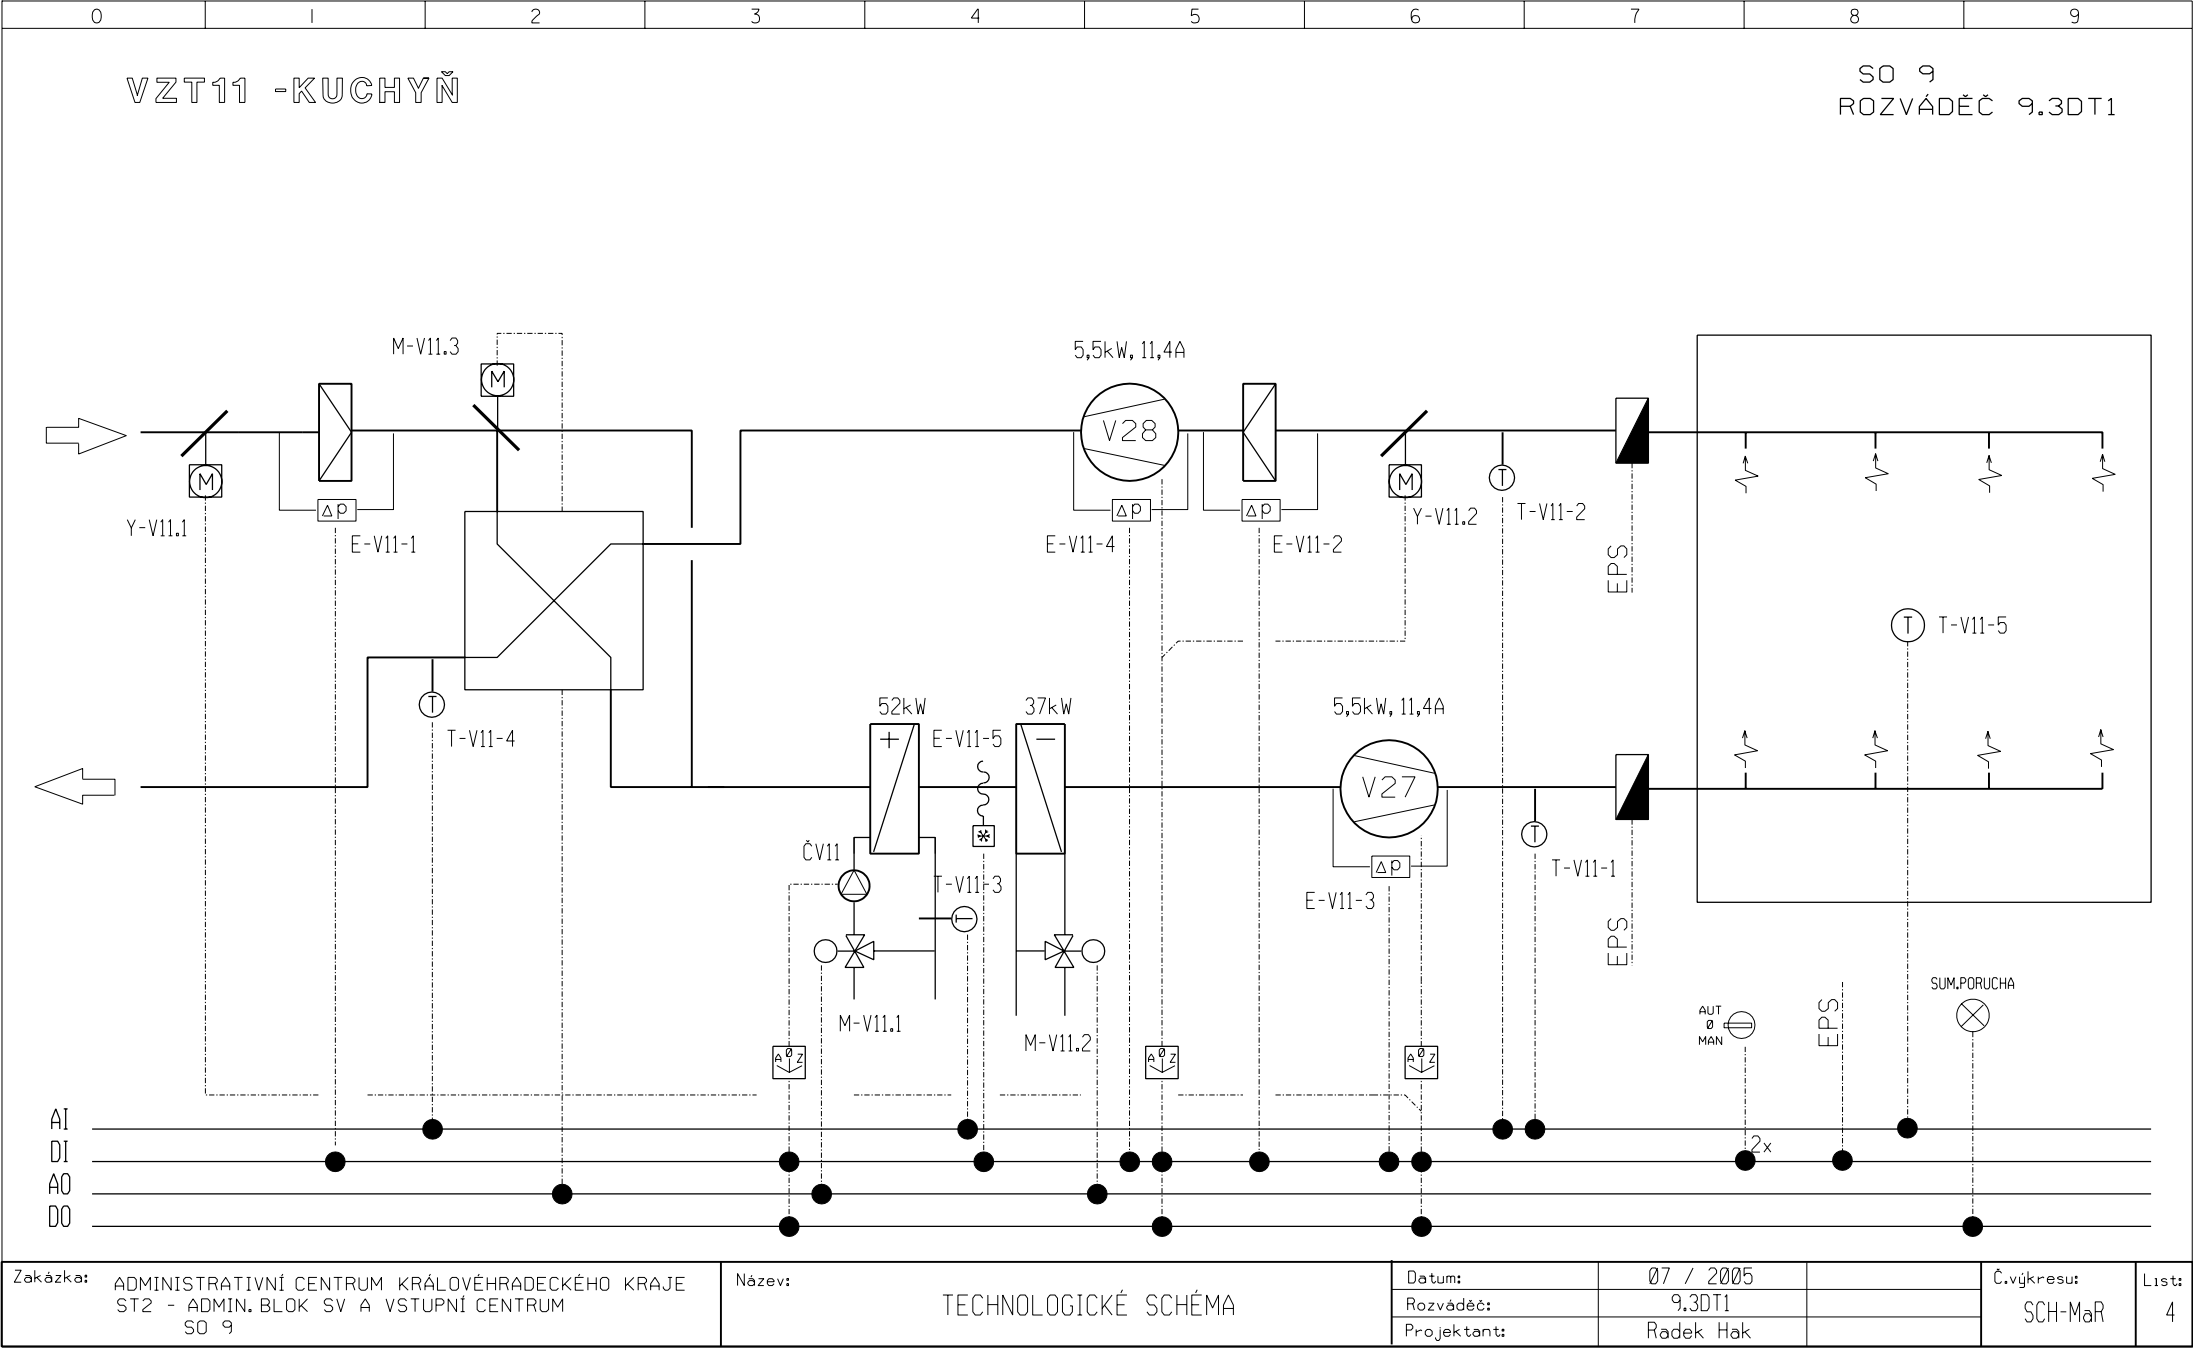 0 1 2 3 4 5 6 7 8 9
VZT11 -KUCHYŇ
SO 9
ROZVÁDĚČ 9.3DT1
M-V11.3
M
5,5kW, 11,4A
V28
M
Δp
Y-V11.1
E-V11-1
Δp
E-V11-4
Δp
E-V11-2
M
Y-V11.2
T
T-V11-2
EPS
T
T-V11-5
T
T-V11-4
52kW
+
E-V11-5
37kW
−
5,5kW, 11,4A
V27
ČV11
T-V11-3
T
Δp
E-V11-3
T
T-V11-1
EPS
M-V11.1
M-V11.2
A Ø Z
A Ø Z
A Ø Z
AUT
Ø
MAN
EPS
SUM.PORUCHA
2x
AI
DI
AO
DO
Zakázka:
ADMINISTRATIVNÍ CENTRUM KRÁLOVÉHRADECKÉHO KRAJE
ST2 - ADMIN.BLOK SV A VSTUPNÍ CENTRUM
SO 9
Název:
TECHNOLOGICKÉ SCHÉMA
Datum: 07 / 2005
Rozváděč: 9.3DT1
Projektant: Radek Hak
Č.výkresu:
SCH-MaR
List:
4